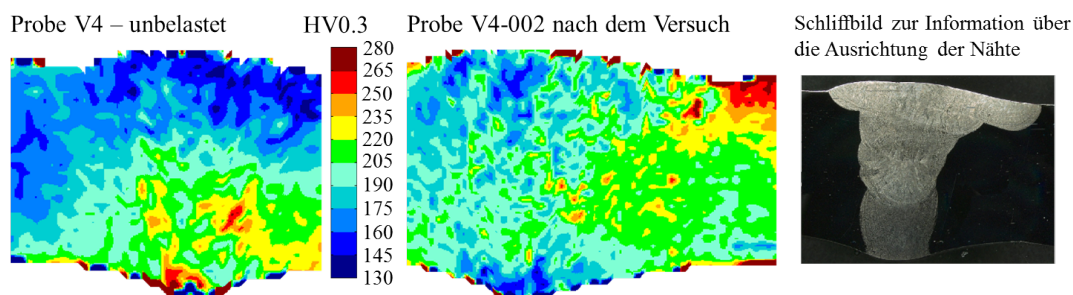 Probe V4 – unbelastet
HV0.3
Probe V4-002 nach dem Versuch
Schliffbild zur Information über
die Ausrichtung der Nähte
280
265
250
235
220
205
190
175
160
145
130